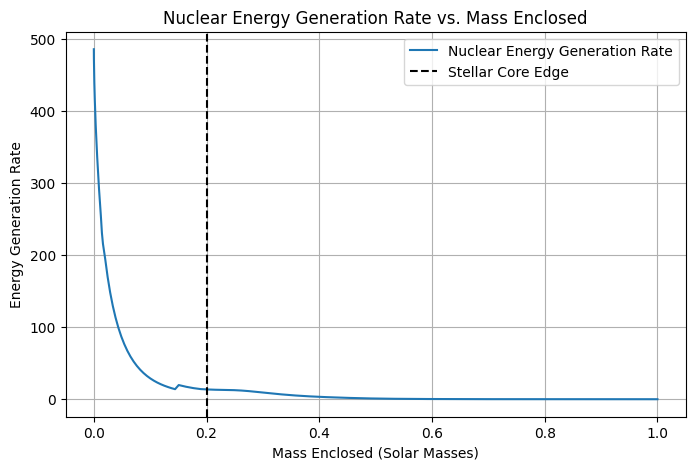 Nuclear Energy Generation Rate vs. Mass Enclosed
Nuclear Energy Generation Rate
Stellar Core Edge
Energy Generation Rate
500
400
300
200
100
0
0.0 0.2 0.4 0.6 0.8 1.0
Mass Enclosed (Solar Masses)